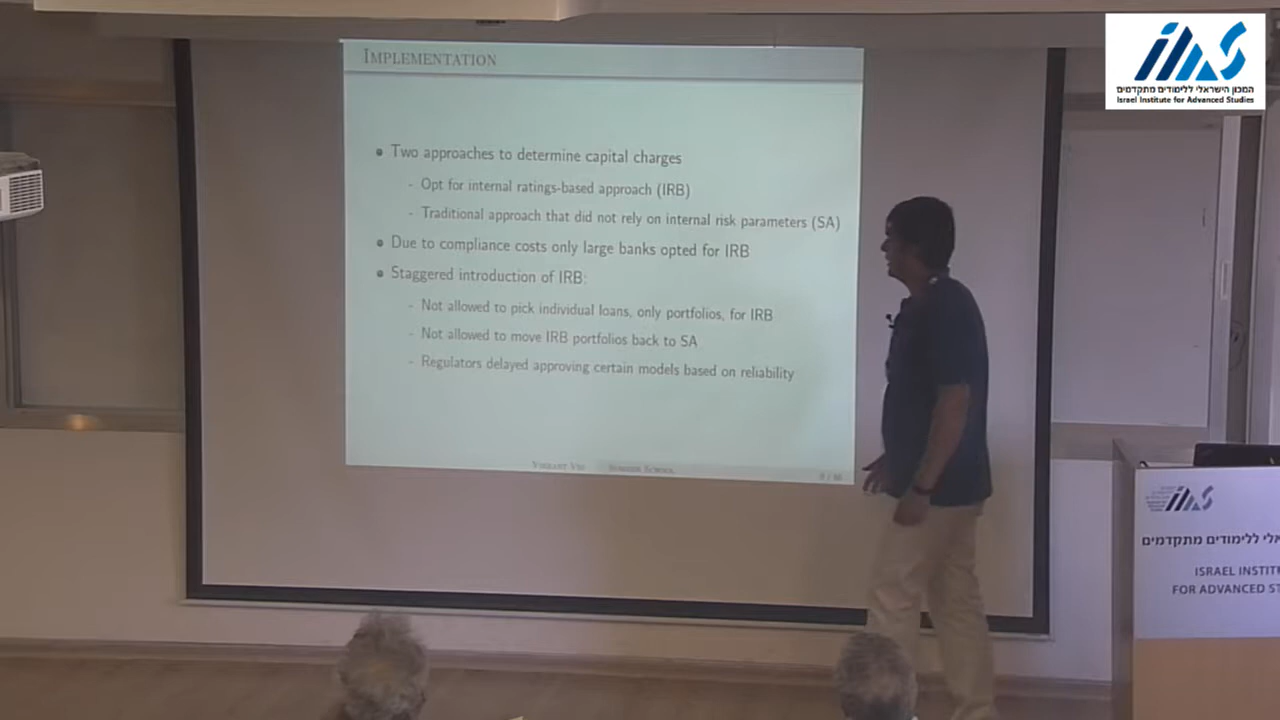 IMPLEMENTATION
• Two approaches to determine capital charges
- Opt for internal ratings-based approach (IRB)
- Traditional approach that did not rely on internal risk parameters (SA)
• Due to compliance costs only large banks opted for IRB
• Staggered introduction of IRB:
- Not allowed to pick individual loans, only portfolios, for IRB
- Not allowed to move IRB portfolios back to SA
- Regulators delayed approving certain models based on reliability
VIKRANT VIG SUMMER SCHOOL
המכון הישראלי ללימודים מתקדמים
Israel Institute for Advanced Studies
אלי ללימודים מתקדמים
ISRAEL INSTIT
FOR ADVANCED ST